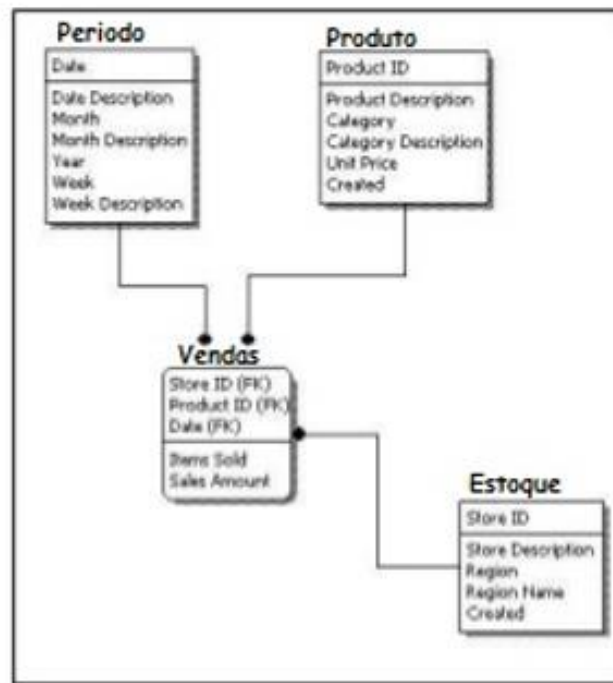 Periodo
Date
Date Description
Month
Month Description
Year
Week
Week Description
Produto
Product ID
Product Description
Category
Category Description
Unit Price
Created
Vendas
Store ID (FK)
Product ID (FK)
Date (FK)
Items Sold
Sales Amount
Estoque
Store ID
Store Description
Region
Region Name
Created